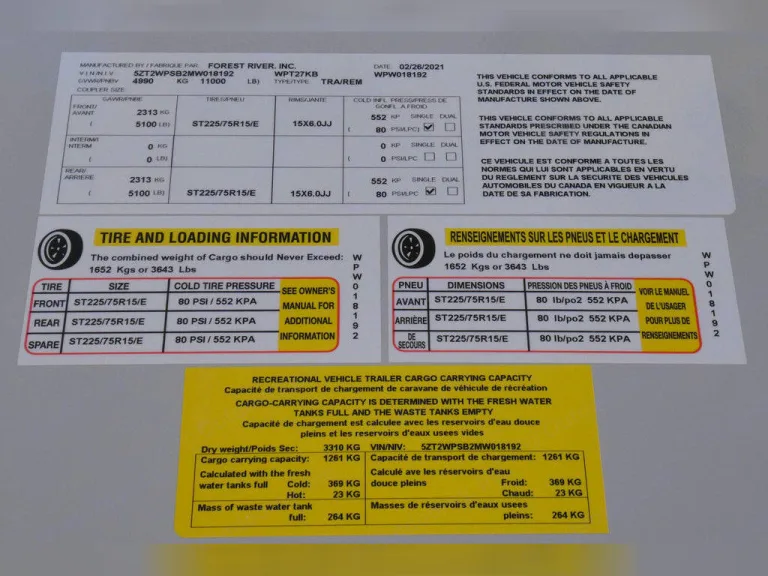 MANUFACTURED BY / FABRIQUE PAR: FOREST RIVER, INC. DATE 02/26/2021
V.I.N./N.I.V. 5ZT2WPSB2MW018192 WPT27KB WPW018192
GVWR/PNBV 4990 KG 11000 LB) TYPE/TYPE: TRA/REM
COUPLER SIZE
GAWR/PNBE TIRE/PNEU RIM/JANTE COLD INFL. PRESS/PRESS.DE GONFL. A FROID
FRONT/ AVANT 2313 KG 552 KP SINGLE DUAL
( 5100 LB) ST225/75R15/E 15X6.0JJ ( 80 PSI/LPC)
INTERM/ NTERM 0 KG 0 KP SINGLE DUAL
( 0 LB) ( 0 PSI/LPC)
REAR/ ARRIERE 2313 KG 552 KP SINGLE DUAL
( 5100 LB) ST225/75R15/E 15X6.0JJ ( 80 PSI/LPC
THIS VEHICLE CONFORMS TO ALL APPLICABLE
U.S. FEDERAL MOTOR VEHICLE SAFETY
STANDARDS IN EFFECT ON THE DATE OF
MANUFACTURE SHOWN ABOVE.
THIS VEHICLE CONFORMS TO ALL APPLICABLE
STANDARDS PRESCRIBED UNDER THE CANADIAN
MOTOR VEHICLE SAFETY REGULATIONS IN
EFFECT ON THE DATE OF MANUFACTURE.
CE VEHICULE EST CONFORME A TOUTES LES
NORMES QUI LUI SONT APPLICABLES EN VERTU
DU REGLEMENT SUR LA SECURITE DES VEHICULES
AUTOMOBILES DU CANADA EN VIGUEUR A LA
DATE DE SA FABRICATION.
TIRE AND LOADING INFORMATION
The combined weight of Cargo should Never Exceed:
1652 Kgs or 3643 Lbs
TIRE SIZE COLD TIRE PRESSURE
FRONT ST225/75R15/E 80 PSI / 552 KPA
REAR ST225/75R15/E 80 PSI / 552 KPA
SPARE ST225/75R15/E 80 PSI / 552 KPA
SEE OWNER'S
MANUAL FOR
ADDITIONAL
INFORMATION
WPW018192
RENSEIGNEMENTS SUR LES PNEUS ET LE CHARGEMENT
Le poids du chargement ne doit jamais depasser
1652 Kgs or 3643 Lbs
PNEU DIMENSIONS PRESSION DES PNEUS À FROID
AVANT ST225/75R15/E 80 lb/po2 552 KPA
ARRIÈRE ST225/75R15/E 80 lb/po2 552 KPA
DE SECOURS ST225/75R15/E 80 lb/po2 552 KPA
VOIR LE MANUEL
DE L'USAGER
POUR PLUS DE
RENSEIGNEMENTS
WPW018192
RECREATIONAL VEHICLE TRAILER CARGO CARRYING CAPACITY
Capacité de transport de chargement de caravane de véhicule de récréation
CARGO-CARRYING CAPACITY IS DETERMINED WITH THE FRESH WATER
TANKS FULL AND THE WASTE TANKS EMPTY
Capacité de chargement est calculee avec les reservoirs d'eau douce
pleins et les reservoirs d'eaux usees vides
Dry weight/Poids Sec: 3310 KG VIN/NIV: 5ZT2WPSB2MW018192
Cargo carrying capacity: 1261 KG
Calculated with the fresh
water tanks full Cold: 369 KG
Hot: 23 KG
Mass of waste water tank
full: 264 KG
Capacité de transport de chargement: 1261 KG
Calculé ave les réservoirs d'eau
douce pleins Froid: 369 KG
Chaud: 23 KG
Masses de réservoirs d'eaux usees
pleins: 264 KG